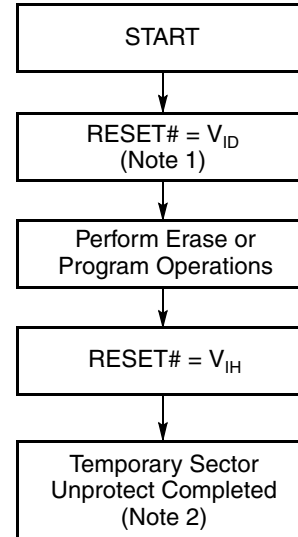 START
RESET# = V_ID
(Note 1)
Perform Erase or
Program Operations
RESET# = V_IH
Temporary Sector
Unprotect Completed
(Note 2)